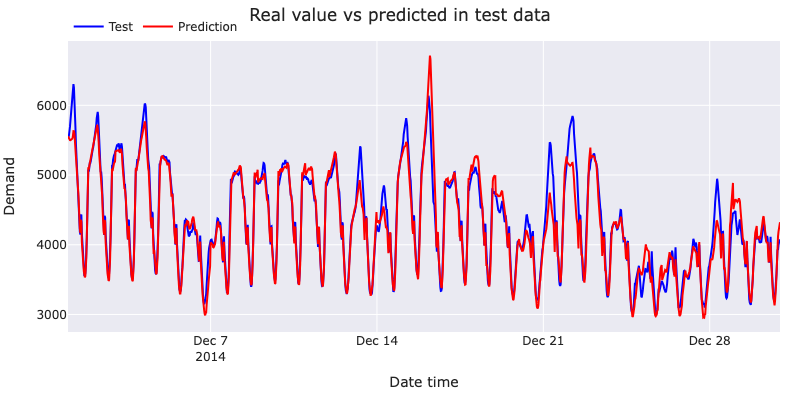 Real value vs predicted in test data
Test
Prediction
Demand
6000
5000
4000
3000
Dec 7
2014
Dec 14
Dec 21
Dec 28
Date time